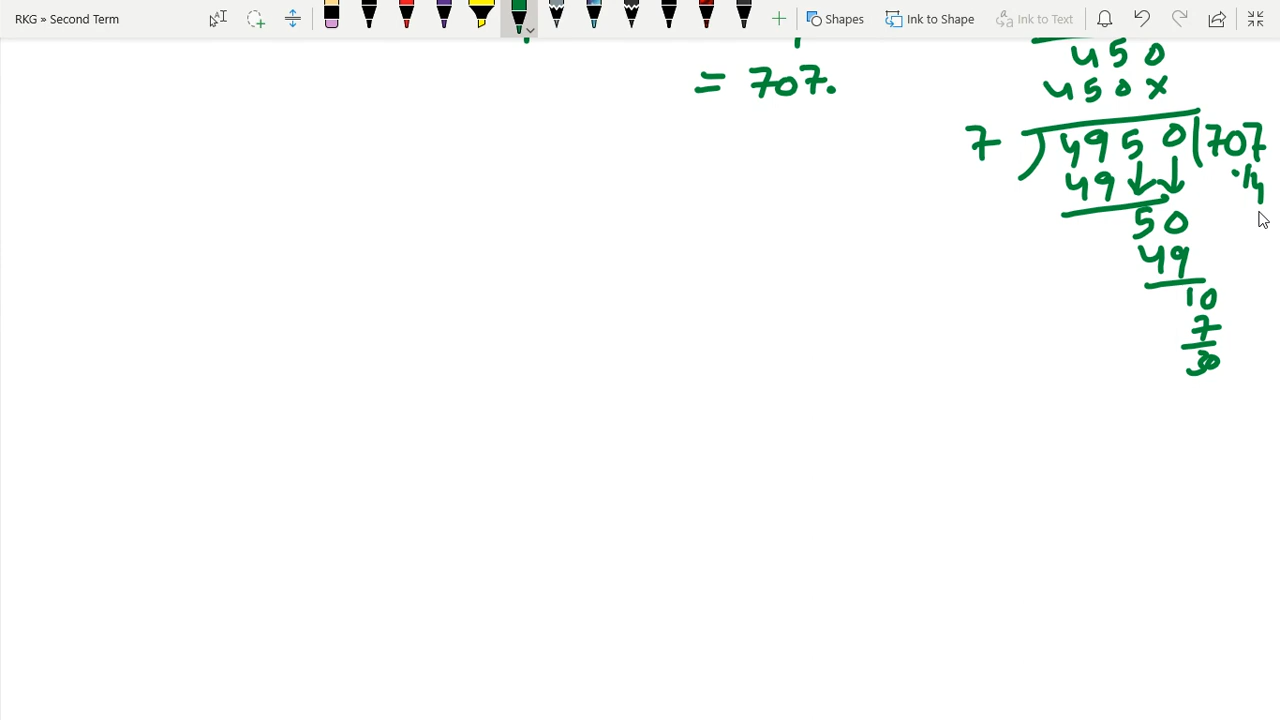 RKG » Second Term
Shapes
Ink to Shape
Ink to Text
= 707.
450
450×
7 ) 4950 ( 707
.14
49
50
49
10
7
30